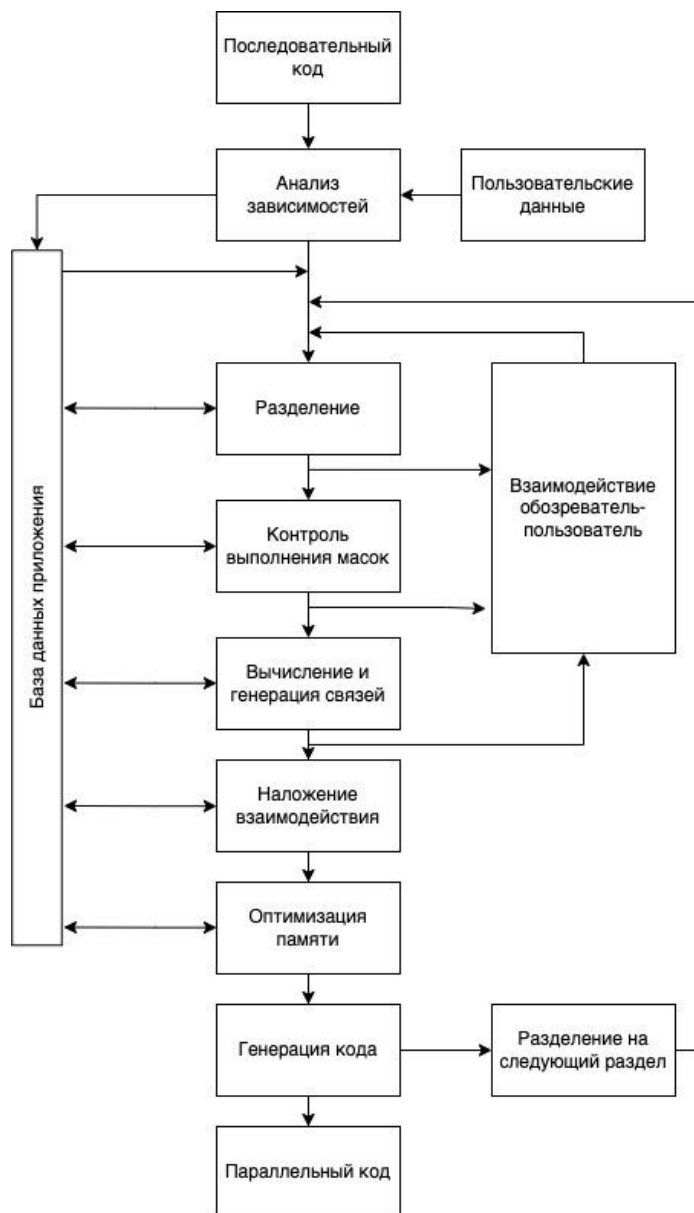 Последовательный
код
Анализ
зависимостей
Пользовательские
данные
База данных приложения
Разделение
Взаимодействие
обозреватель-
пользователь
Контроль
выполнения масок
Вычисление и
генерация связей
Наложение
взаимодействия
Оптимизация
памяти
Генерация кода
Разделение на
следующий раздел
Параллельный код